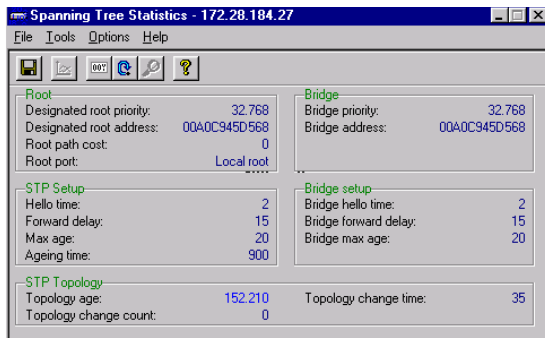 Spanning Tree Statistics - 172.28.184.27
File Tools Options Help
Root
Designated root priority: 32.768
Designated root address: 00A0C945D568
Root path cost: 0
Root port: Local root
Bridge
Bridge priority: 32.768
Bridge address: 00A0C945D568
STP Setup
Hello time: 2
Forward delay: 15
Max age: 20
Ageing time: 900
Bridge setup
Bridge hello time: 2
Bridge forward delay: 15
Bridge max age: 20
STP Topology
Topology age: 152.210 Topology change time: 35
Topology change count: 0